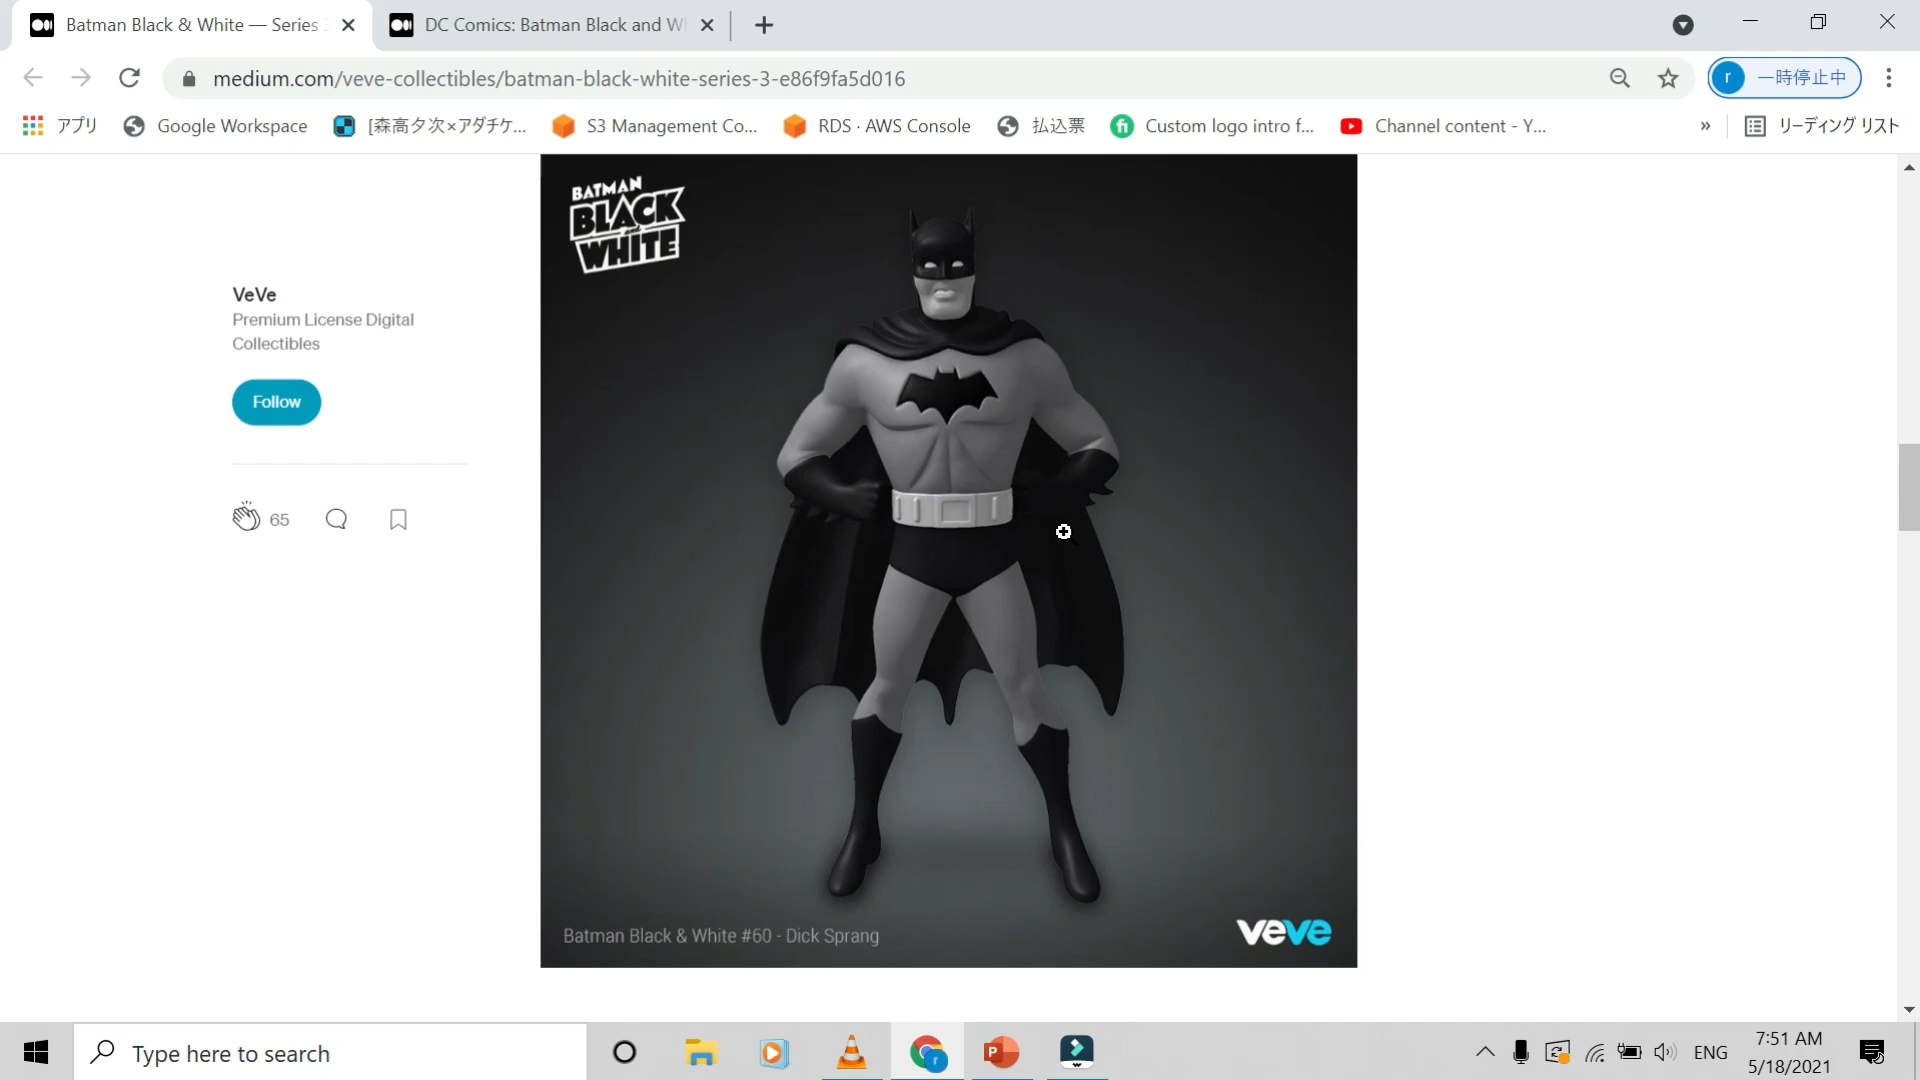 Batman Black & White — Series 3
DC Comics: Batman Black and W
medium.com/veve-collectibles/batman-black-white-series-3-e86f9fa5d016
r 一時停止中
アプリ Google Workspace [森高夕次×アダチケ... S3 Management Co... RDS · AWS Console 払込票 Custom logo intro f... Channel content - Y... » リーディング リスト
BATMAN
BLACK
and
WHITE
VeVe
Premium License Digital
Collectibles
Follow
65
Batman Black & White #60 - Dick Sprang
veve
Type here to search
ENG
7:51 AM
5/18/2021